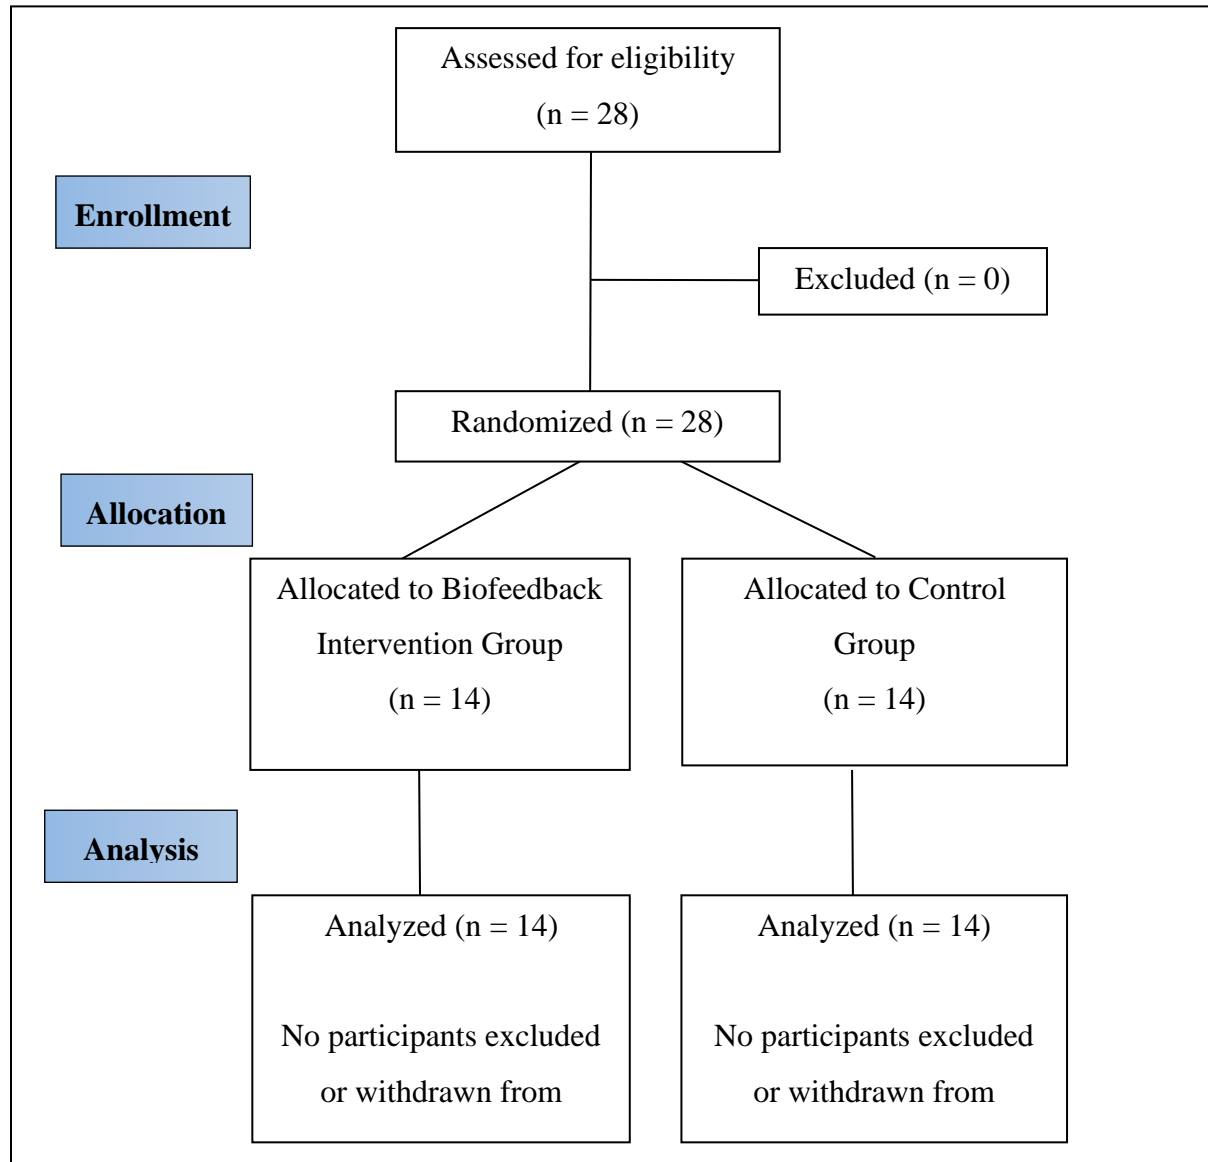 Assessed for eligibility
(n = 28)
Enrollment
Excluded (n = 0)
Randomized (n = 28)
Allocation
Allocated to Biofeedback
Intervention Group
(n = 14)
Allocated to Control
Group
(n = 14)
Analysis
Analyzed (n = 14)
No participants excluded
or withdrawn from
Analyzed (n = 14)
No participants excluded
or withdrawn from